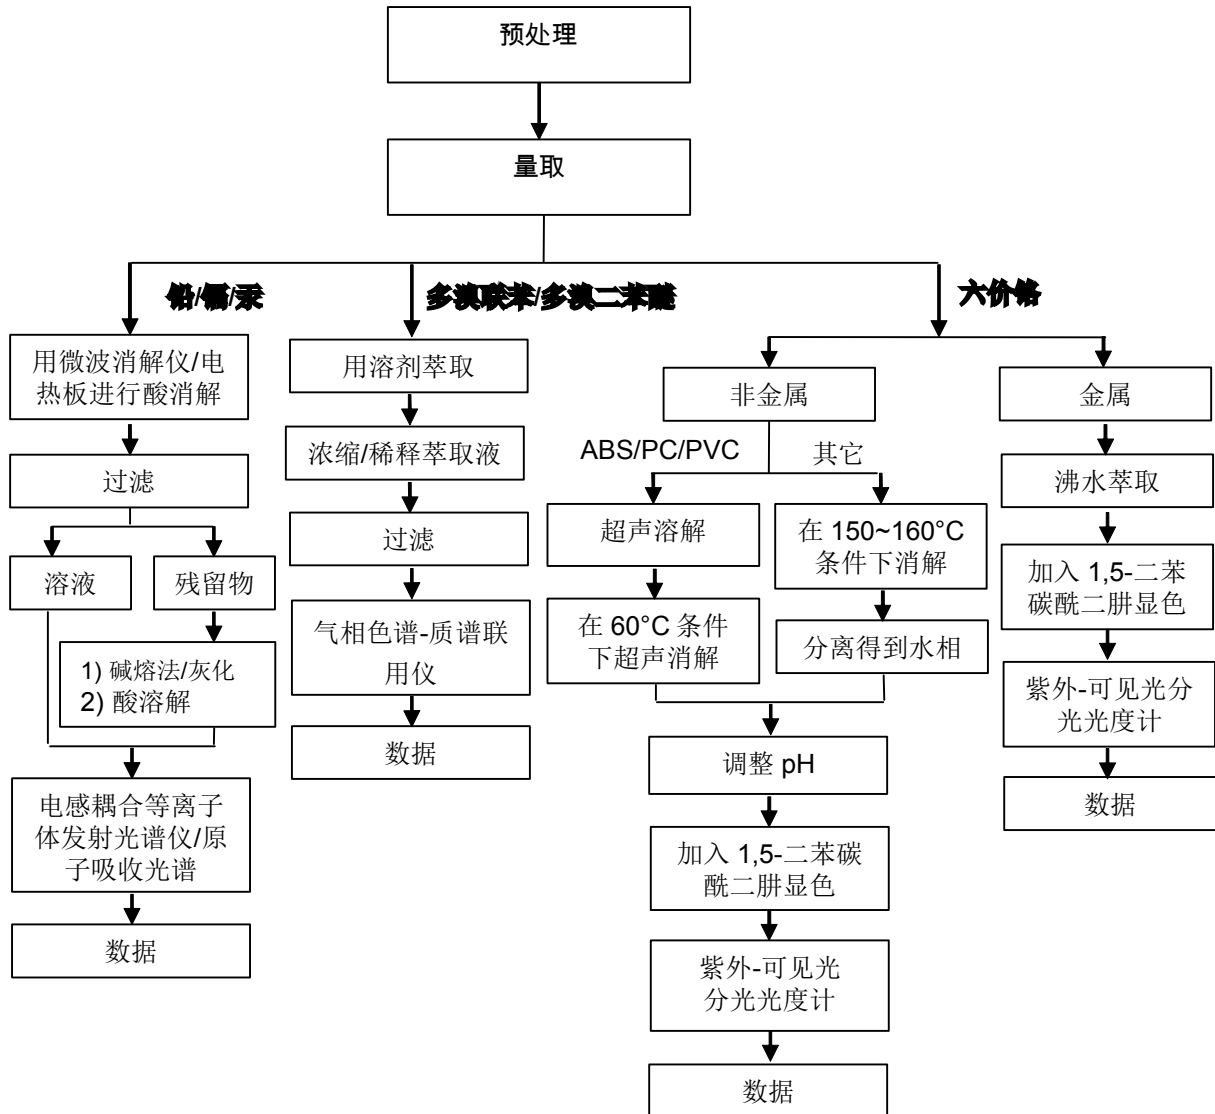 预处理
量取
铅/镉/汞
多溴联苯/多溴二苯醚
六价铬
用微波消解仪/电
热板进行酸消解
过滤
溶液
残留物
1) 碱熔法/灰化
2) 酸溶解
电感耦合等离子
体发射光谱仪/原
子吸收光谱
数据
用溶剂萃取
浓缩/稀释萃取液
过滤
气相色谱-质谱联
用仪
数据
非金属
ABS/PC/PVC
其它
超声溶解
在 60°C 条件
下超声消解
在 150~160°C
条件下消解
分离得到水相
调整 pH
加入 1,5-二苯碳
酰二肼显色
紫外-可见光
分光光度计
数据
金属
沸水萃取
加入 1,5-二苯
碳酰二肼显色
紫外-可见光分
光光度计
数据